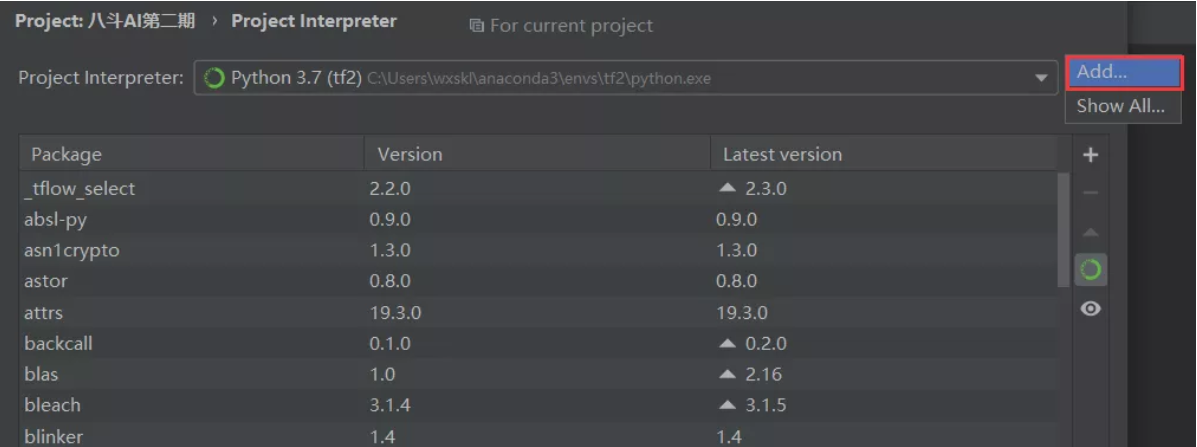 Project: 八斗AI第二期 › Project Interpreter For current project
Project Interpreter: Python 3.7 (tf2) C:\Users\wxskl\anaconda3\envs\tf2\python.exe
Add...
Show All...
Package Version Latest version
_tflow_select 2.2.0 2.3.0
absl-py 0.9.0 0.9.0
asn1crypto 1.3.0 1.3.0
astor 0.8.0 0.8.0
attrs 19.3.0 19.3.0
backcall 0.1.0 0.2.0
blas 1.0 2.16
bleach 3.1.4 3.1.5
blinker 1.4 1.4